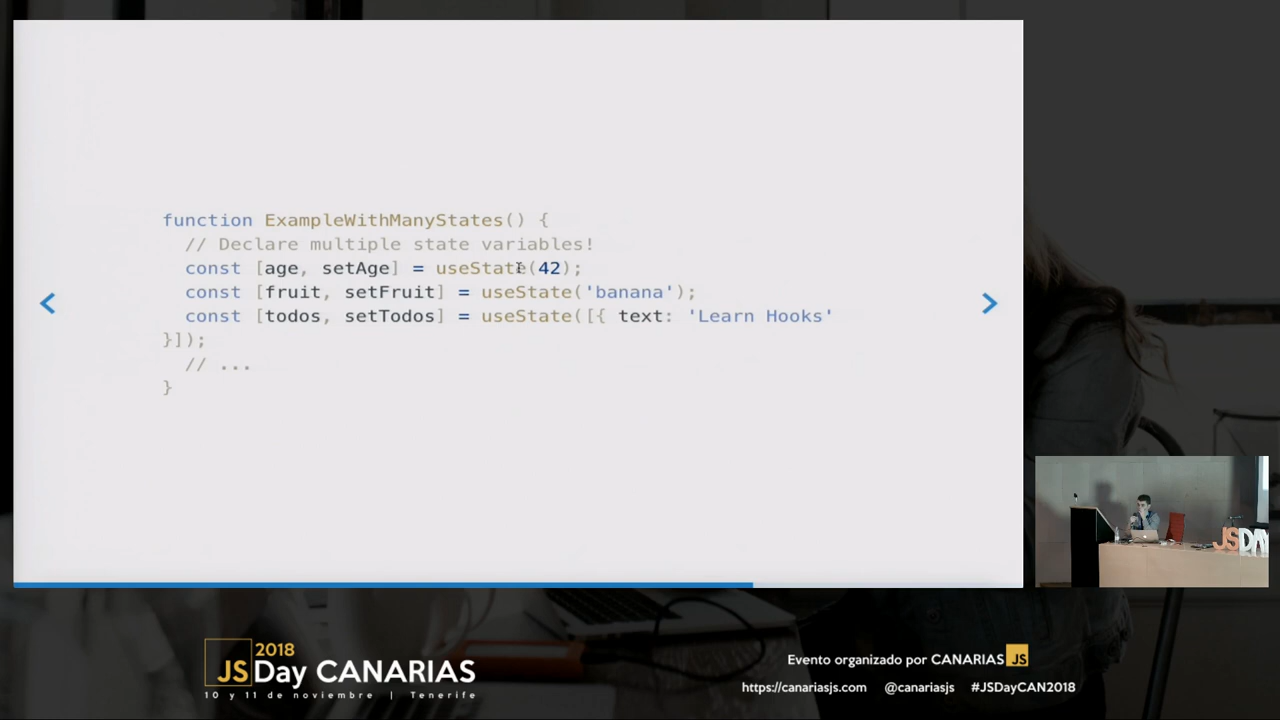 function ExampleWithManyStates() {
// Declare multiple state variables!
const [age, setAge] = useState(42);
const [fruit, setFruit] = useState('banana');
const [todos, setTodos] = useState([{ text: 'Learn Hooks'
}]);
// ...
}
JSDAY
2018
JSDay CANARIAS
10 y 11 de noviembre | Tenerife
Evento organizado por CANARIAS JS
https://canariasjs.com @canariasjs #JSDayCAN2018